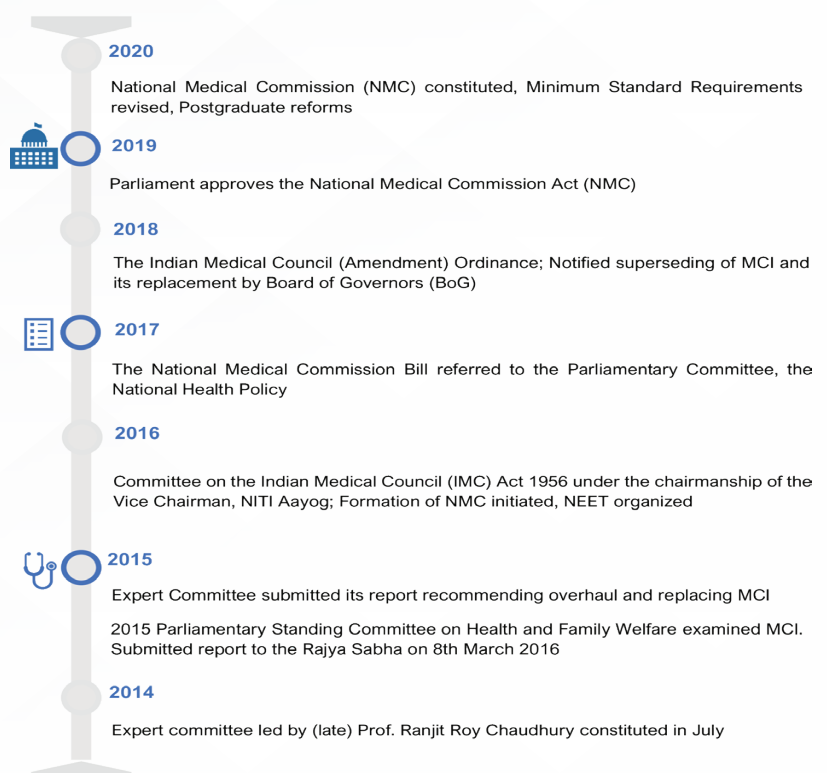 2020
National Medical Commission (NMC) constituted, Minimum Standard Requirements
revised, Postgraduate reforms
2019
Parliament approves the National Medical Commission Act (NMC)
2018
The Indian Medical Council (Amendment) Ordinance; Notified superseding of MCI and
its replacement by Board of Governors (BoG)
2017
The National Medical Commission Bill referred to the Parliamentary Committee, the
National Health Policy
2016
Committee on the Indian Medical Council (IMC) Act 1956 under the chairmanship of the
Vice Chairman, NITI Aayog; Formation of NMC initiated, NEET organized
2015
Expert Committee submitted its report recommending overhaul and replacing MCI
2015 Parliamentary Standing Committee on Health and Family Welfare examined MCI.
Submitted report to the Rajya Sabha on 8th March 2016
2014
Expert committee led by (late) Prof. Ranjit Roy Chaudhury constituted in July